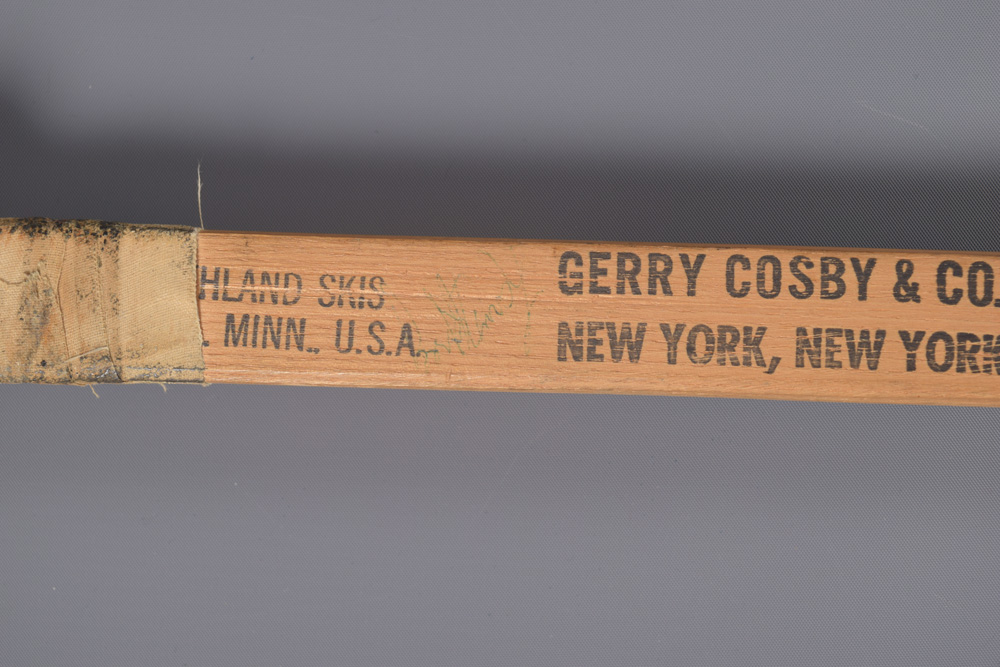 HLAND SKIS
. MINN., U.S.A.
GERRY COSBY & CO.
NEW YORK, NEW YORK